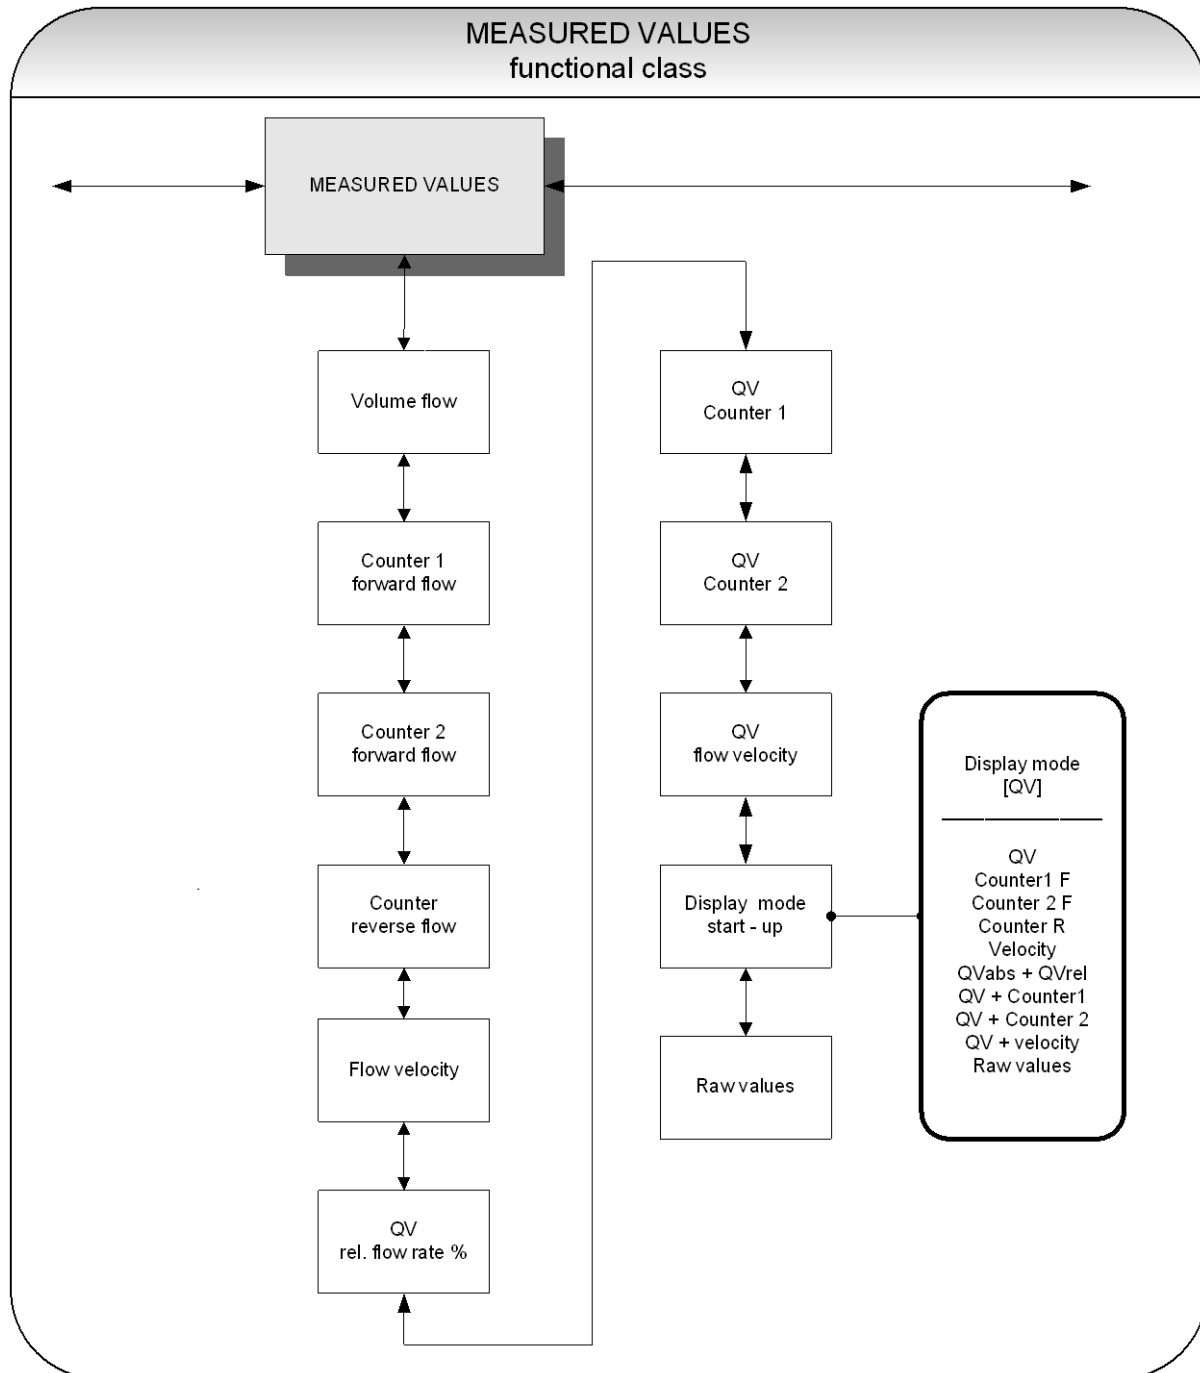 MEASURED VALUES
functional class
MEASURED VALUES
Volume flow
Counter 1
forward flow
Counter 2
forward flow
Counter
reverse flow
Flow velocity
QV
rel. flow rate %
QV
Counter 1
QV
Counter 2
QV
flow velocity
Display mode
start - up
Raw values
Display mode
[QV]
QV
Counter1 F
Counter 2 F
Counter R
Velocity
QVabs + QVrel
QV + Counter1
QV + Counter 2
QV + velocity
Raw values